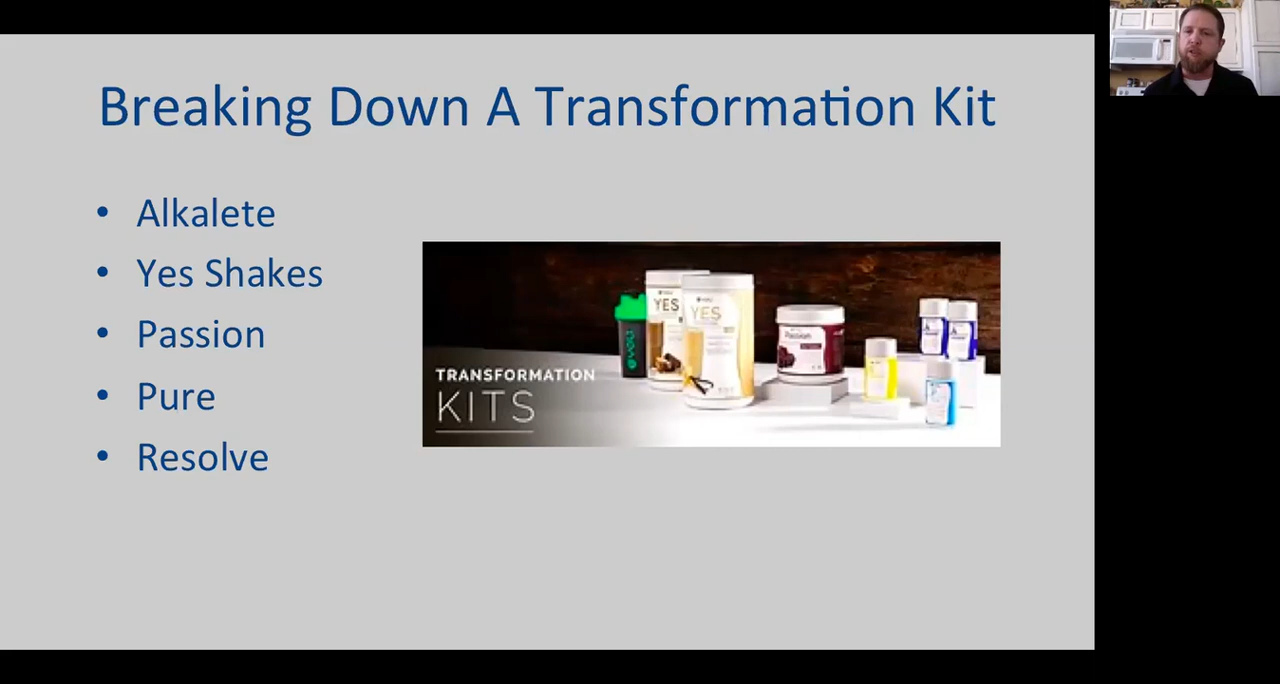 Breaking Down A Transformation Kit
• Alkalete
• Yes Shakes
• Passion
• Pure
• Resolve
TRANSFORMATION
KITS
YES
YES
Passion